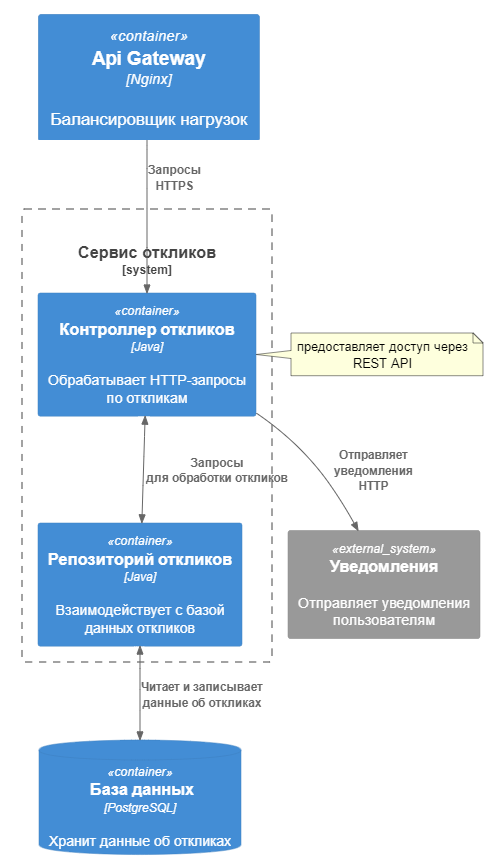 «container»
Api Gateway
[Nginx]
Балансировщик нагрузок
Запросы
HTTPS
Сервис откликов
[system]
«container»
Контроллер откликов
[Java]
Обрабатывает HTTP-запросы
по откликам
предоставляет доступ через
REST API
Запросы
для обработки откликов
Отправляет
уведомления
HTTP
«container»
Репозиторий откликов
[Java]
Взаимодействует с базой
данных откликов
«external_system»
Уведомления
Отправляет уведомления
пользователям
Читает и записывает
данные об откликах
«container»
База данных
[PostgreSQL]
Хранит данные об откликах